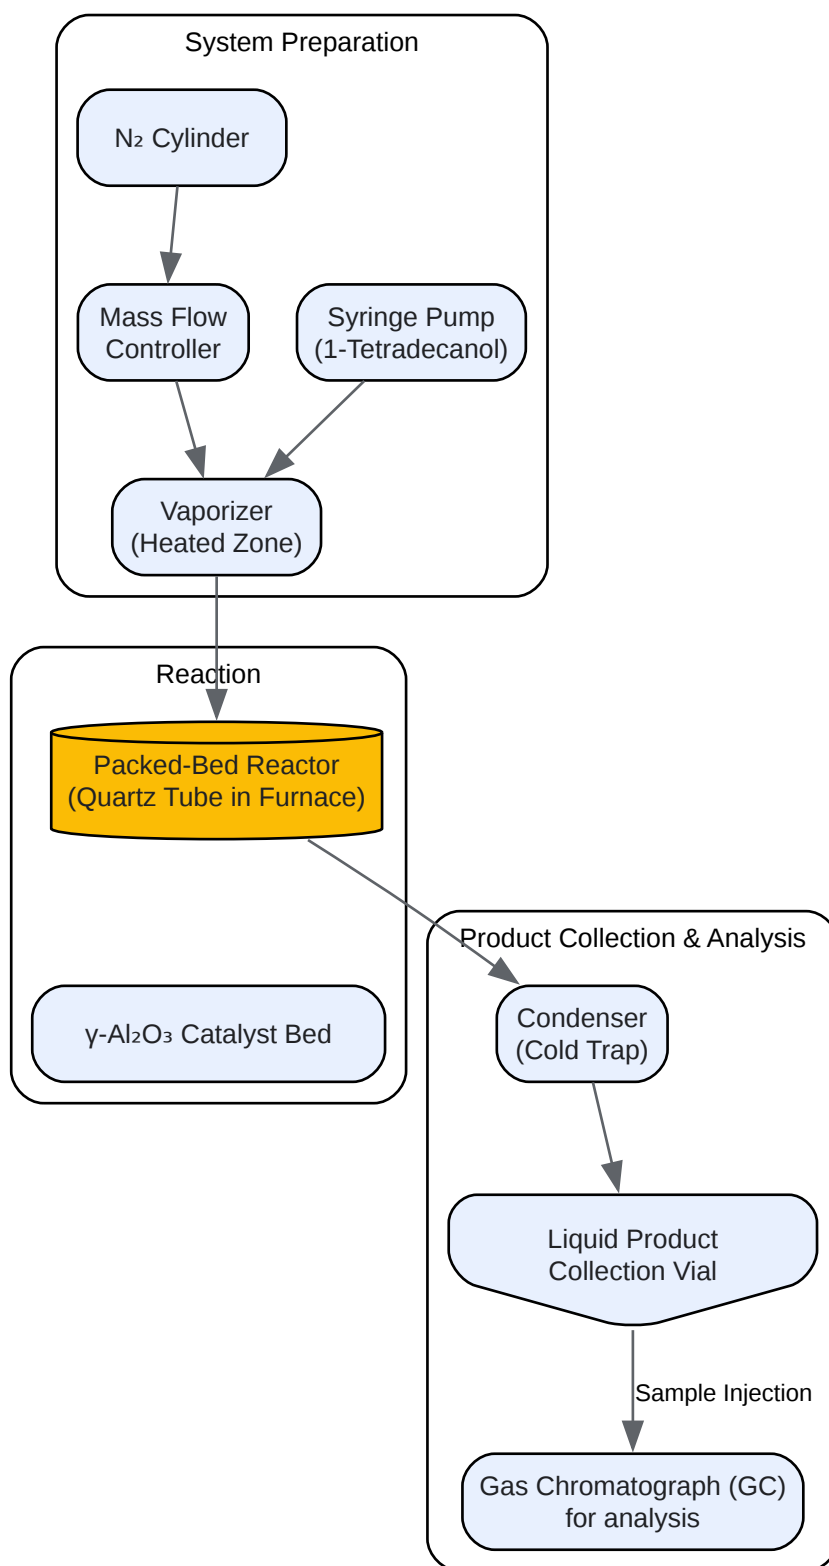 System Preparation
N₂ Cylinder
Mass Flow
Controller
Syringe Pump
(1-Tetradecanol)
Vaporizer
(Heated Zone)
Reaction
Packed-Bed Reactor
(Quartz Tube in Furnace)
γ-Al₂O₃ Catalyst Bed
Product Collection & Analysis
Condenser
(Cold Trap)
Liquid Product
Collection Vial
Sample Injection
Gas Chromatograph (GC)
for analysis